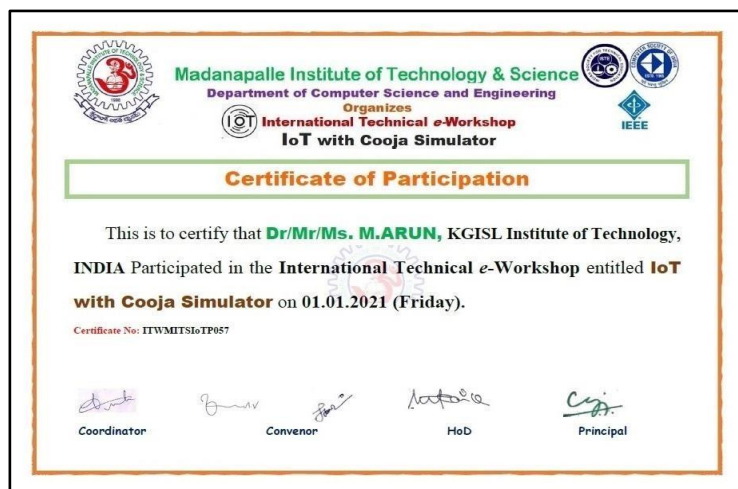 Madanapalle Institute of Technology & Science
Department of Computer Science and Engineering
Organizes
IoT International Technical e-Workshop
IoT with Cooja Simulator
IEEE
Certificate of Participation
This is to certify that Dr/Mr/Ms. M.ARUN, KGISL Institute of Technology,
INDIA Participated in the International Technical e-Workshop entitled IoT
with Cooja Simulator on 01.01.2021 (Friday).
Certificate No: ITWMITSIoTP057
Coordinator Convenor HoD Principal